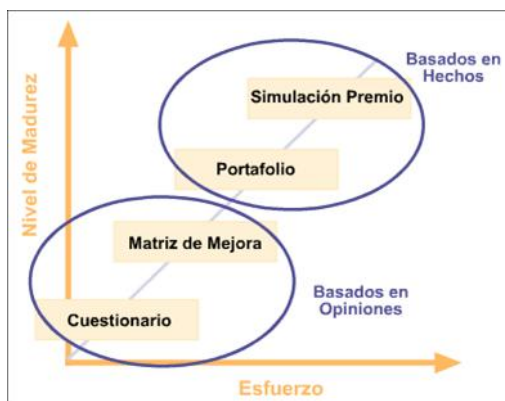 Basados en
Hechos
Simulación Premio
Portafolio
Nivel de Madurez
Matriz de Mejora
Basados en
Opiniones
Cuestionario
Esfuerzo